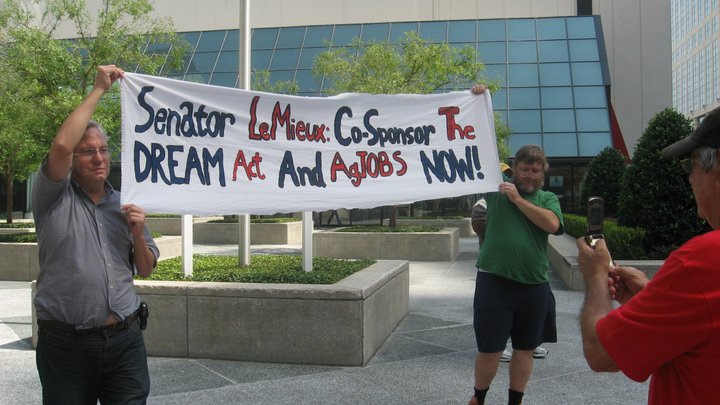 Senator LeMieux: Co-Sponsor The
DREAM Act And AgJOBS NOW!